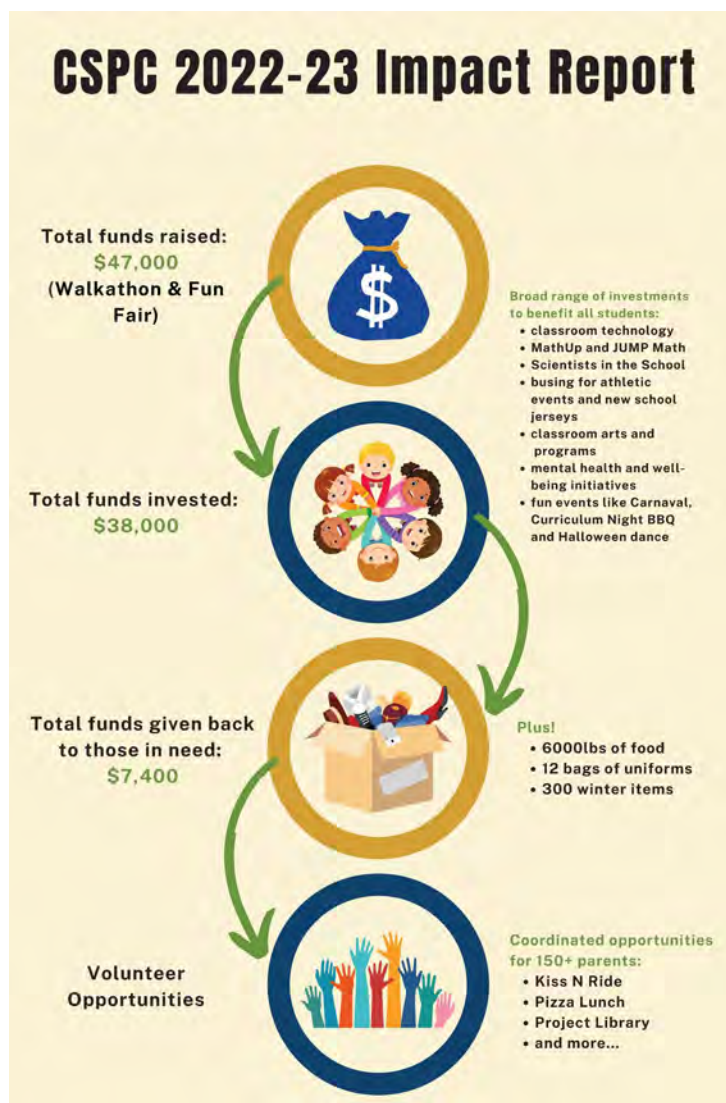 CSPC 2022-23 Impact Report
Total funds raised:
$47,000
(Walkathon & Fun
Fair)
$
Broad range of investments
to benefit all students:
• classroom technology
• MathUp and JUMP Math
• Scientists in the School
• busing for athletic
events and new school
jerseys
• classroom arts and
programs
• mental health and well-
being initiatives
• fun events like Carnaval,
Curriculum Night BBQ
and Halloween dance
Total funds invested:
$38,000
Total funds given back
to those in need:
$7,400
Plus!
• 6000lbs of food
• 12 bags of uniforms
• 300 winter items
Volunteer
Opportunities
Coordinated opportunities
for 150+ parents:
• Kiss N Ride
• Pizza Lunch
• Project Library
• and more...